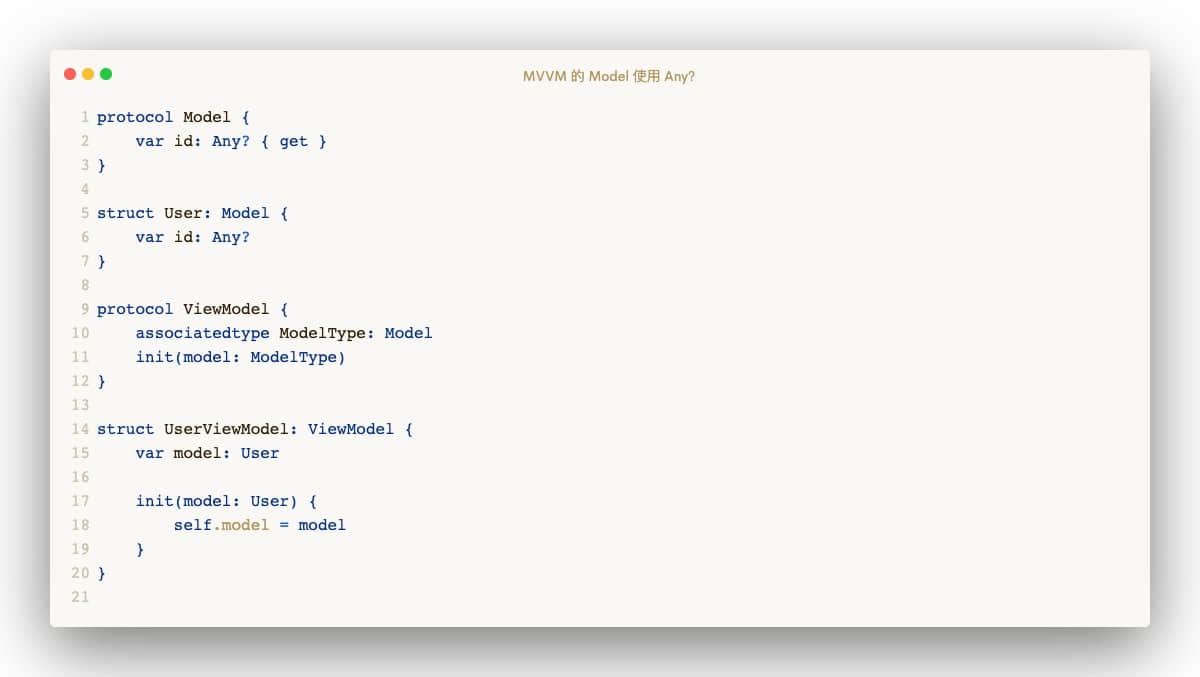 MVVM 的 Model 使用 Any?
1 protocol Model {
2     var id: Any? { get }
3 }
4
5 struct User: Model {
6     var id: Any?
7 }
8
9 protocol ViewModel {
10     associatedtype ModelType: Model
11     init(model: ModelType)
12 }
13
14 struct UserViewModel: ViewModel {
15     var model: User
16
17     init(model: User) {
18         self.model = model
19     }
20 }
21